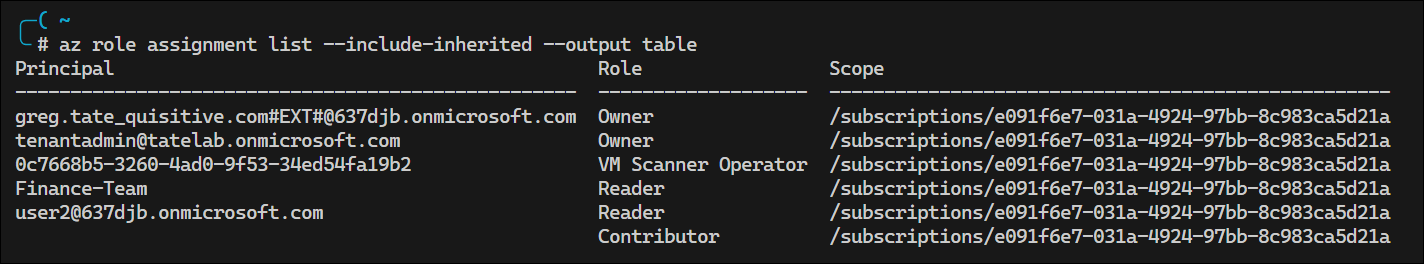 ( ~
# az role assignment list --include-inherited --output table
Principal Role Scope
---------------------------------------------------- ------------------- ---------------------------------------------------
greg.tate_quisitive.com#EXT#@637djb.onmicrosoft.com Owner /subscriptions/e091f6e7-031a-4924-97bb-8c983ca5d21a
tenantadmin@tatelab.onmicrosoft.com Owner /subscriptions/e091f6e7-031a-4924-97bb-8c983ca5d21a
0c7668b5-3260-4ad0-9f53-34ed54fa19b2 VM Scanner Operator /subscriptions/e091f6e7-031a-4924-97bb-8c983ca5d21a
Finance-Team Reader /subscriptions/e091f6e7-031a-4924-97bb-8c983ca5d21a
user2@637djb.onmicrosoft.com Reader /subscriptions/e091f6e7-031a-4924-97bb-8c983ca5d21a
Contributor /subscriptions/e091f6e7-031a-4924-97bb-8c983ca5d21a